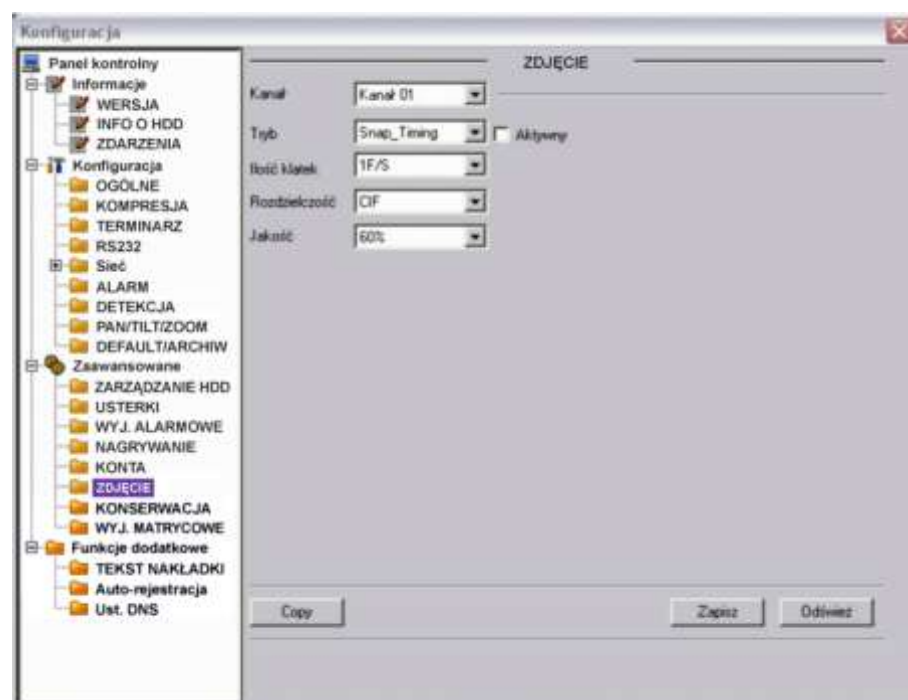 Konfiguracja
Panel kontrolny
Informacje
WERSJA
INFO O HDD
ZDARZENIA
Konfiguracja
OGÓLNE
KOMPRESJA
TERMINARZ
RS232
Sieć
ALARM
DETEKCJA
PAN/TILT/ZOOM
DEFAULT/ARCHIW
Zaawansowane
ZARZĄDZANIE HDD
USTERKI
WYJ. ALARMOWE
NAGRYWANIE
KONTA
ZDJĘCIE
KONSERWACJA
WYJ. MATRYCOWE
Funkcje dodatkowe
TEKST NAKŁADKI
Auto-rejestracja
Ust. DNS
ZDJĘCIE
Kanał Kanał 01
Tryb Snap_Timing Aktywny
Ilość klatek 1F/S
Rozdzielczość CIF
Jakość 60%
Copy Zapisz Odśwież